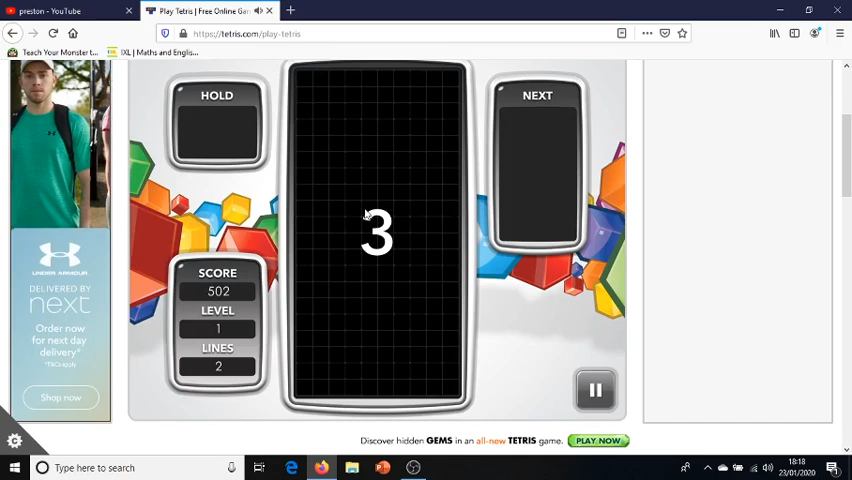 preston - YouTube
Play Tetris | Free Online Gan
https://tetris.com/play-tetris
Teach Your Monster t...
IXL | Maths and Englis...
HOLD
NEXT
3
SCORE
502
LEVEL
1
LINES
2
UNDER ARMOUR
DELIVERED BY
next
Order now
for next day
delivery*
*T&Cs apply
Shop now
Discover hidden GEMS in an all-new TETRIS game. PLAY NOW
Type here to search
18:18
23/01/2020